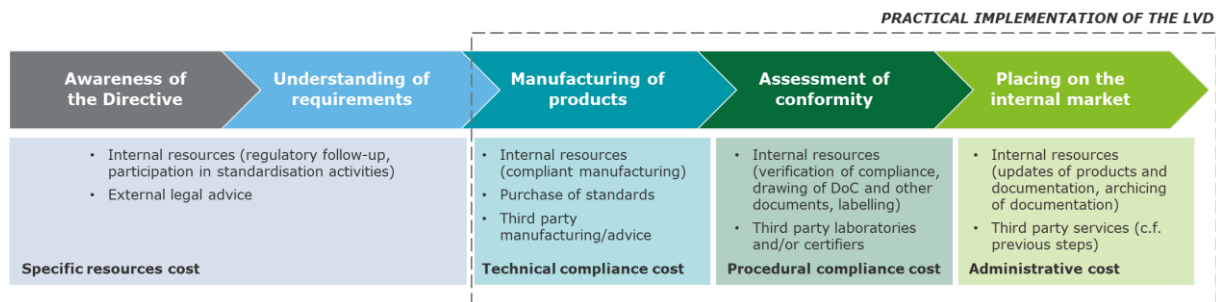 PRACTICAL IMPLEMENTATION OF THE LVD
Awareness of
the Directive
Understanding of
requirements
Manufacturing of
products
Assessment of
conformity
Placing on the
internal market
• Internal resources (regulatory follow-up,
participation in standardisation activities)
• External legal advice
Specific resources cost
• Internal resources
(compliant manufacturing)
• Purchase of standards
• Third party
manufacturing/advice
Technical compliance cost
• Internal resources
(verification of compliance,
drawing of DoC and other
documents, labelling)
• Third party laboratories
and/or certifiers
Procedural compliance cost
• Internal resources
(updates of products and
documentation, archicing
of documentation)
• Third party services (c.f.
previous steps)
Administrative cost